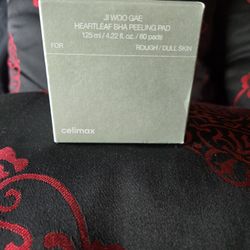 JI WOO GAE
HEARTLEAF BHA PEELING PAD
125 ml / 4.22 fl. oz. / 60 pads
FOR ROUGH / DULL SKIN
celimax